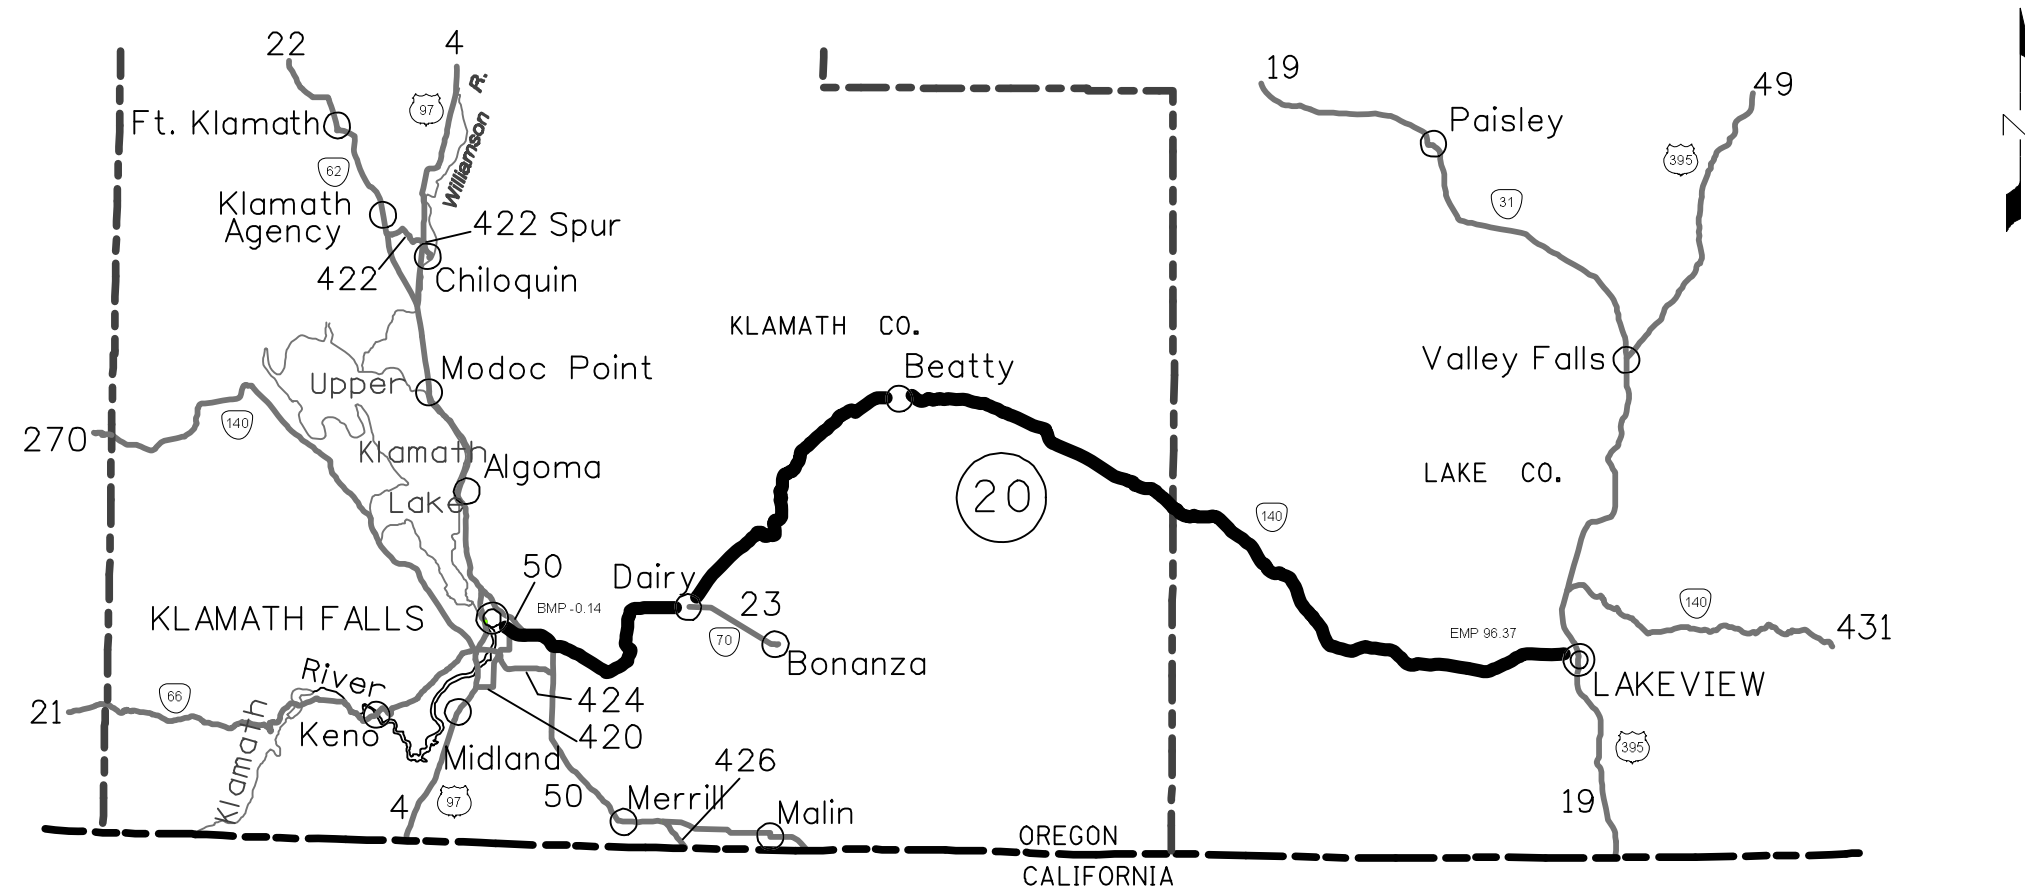 22
4
19
49
97
R.
Williamson
Ft. Klamath
Paisley
62
395
Klamath
Agency
422 Spur
31
422
Chiloquin
KLAMATH CO.
Beatty
Valley Falls
Modoc Point
Upper
140
270
Klamath
Algoma
LAKE CO.
Lake
20
140
50
Dairy
BMP -0.14
23
KLAMATH FALLS
70
140
431
EMP 96.37
Bonanza
River
LAKEVIEW
66
21
424
Keno
Klamath
420
Midland
426
395
4
97
50
Merrill
Malin
19
OREGON
CALIFORNIA
Z